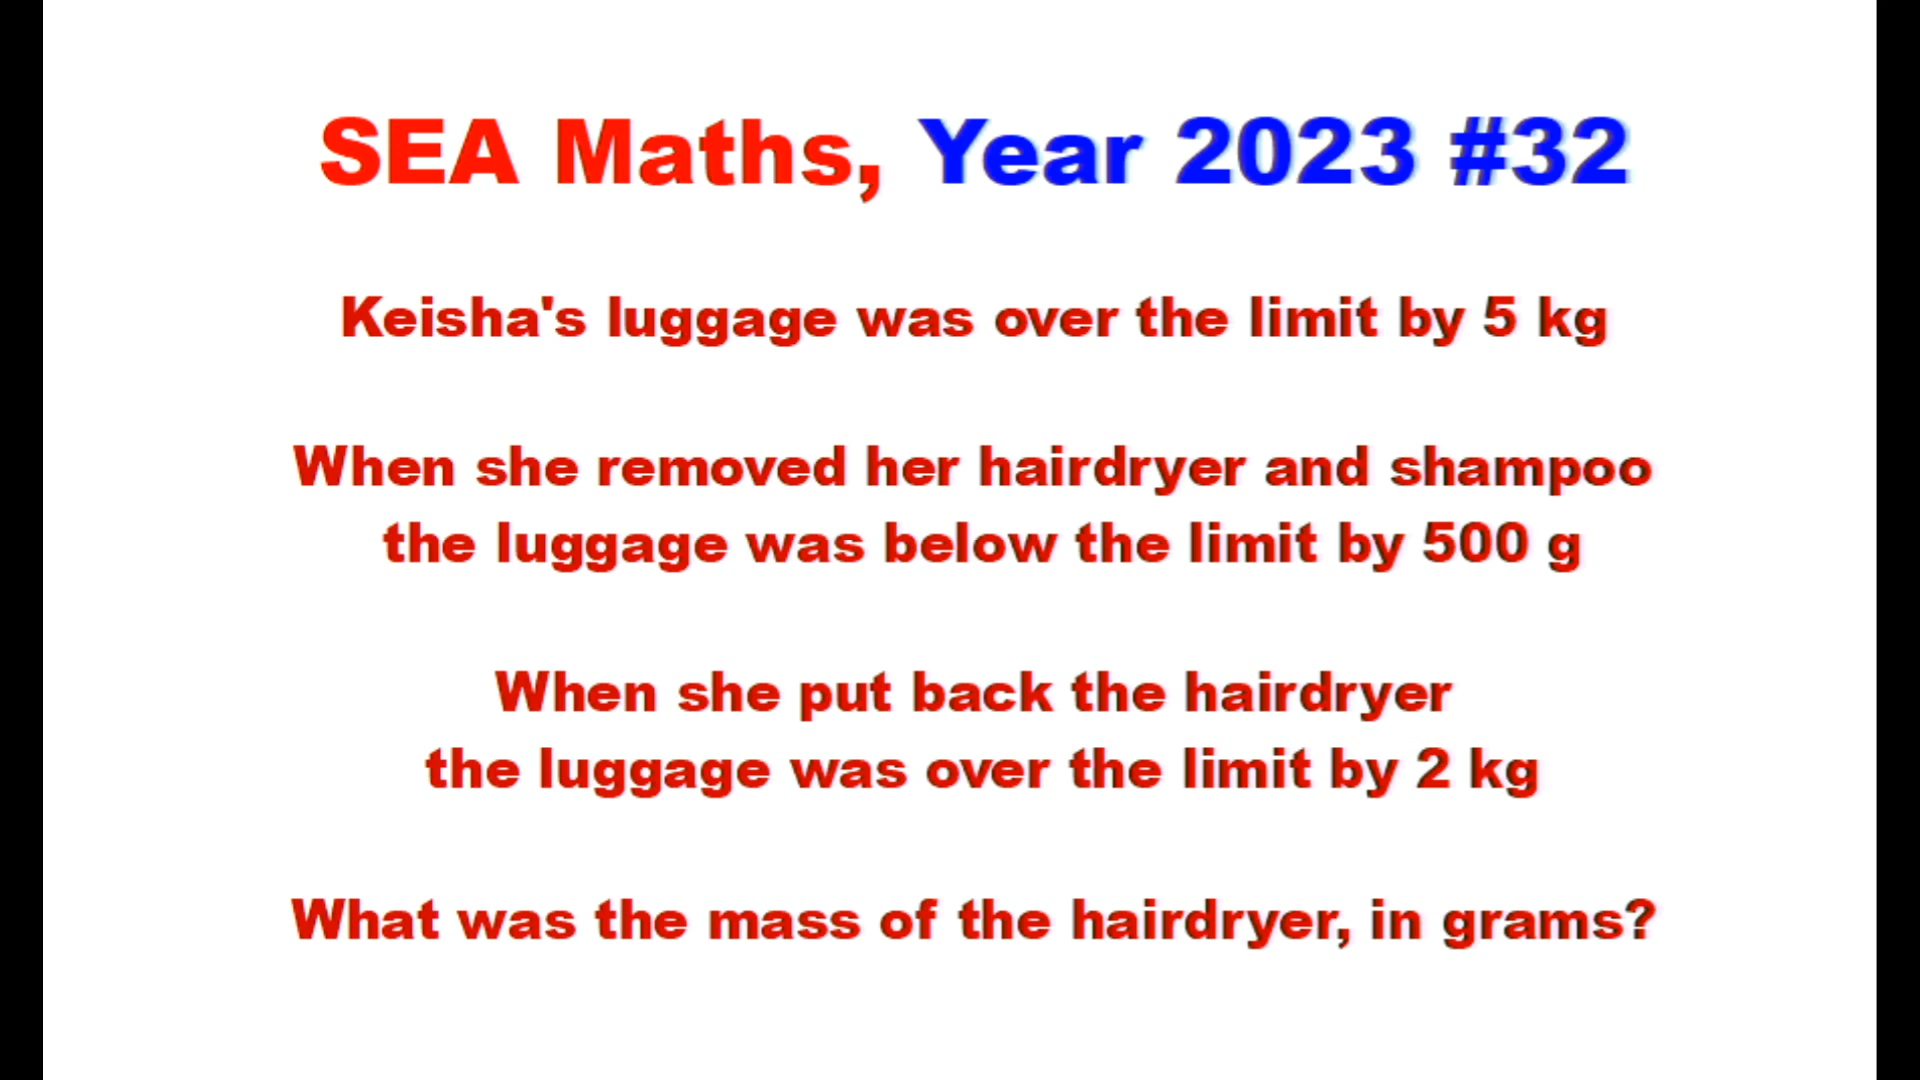 SEA Maths, Year 2023 #32
Keisha's luggage was over the limit by 5 kg
When she removed her hairdryer and shampoo
the luggage was below the limit by 500 g
When she put back the hairdryer
the luggage was over the limit by 2 kg
What was the mass of the hairdryer, in grams?